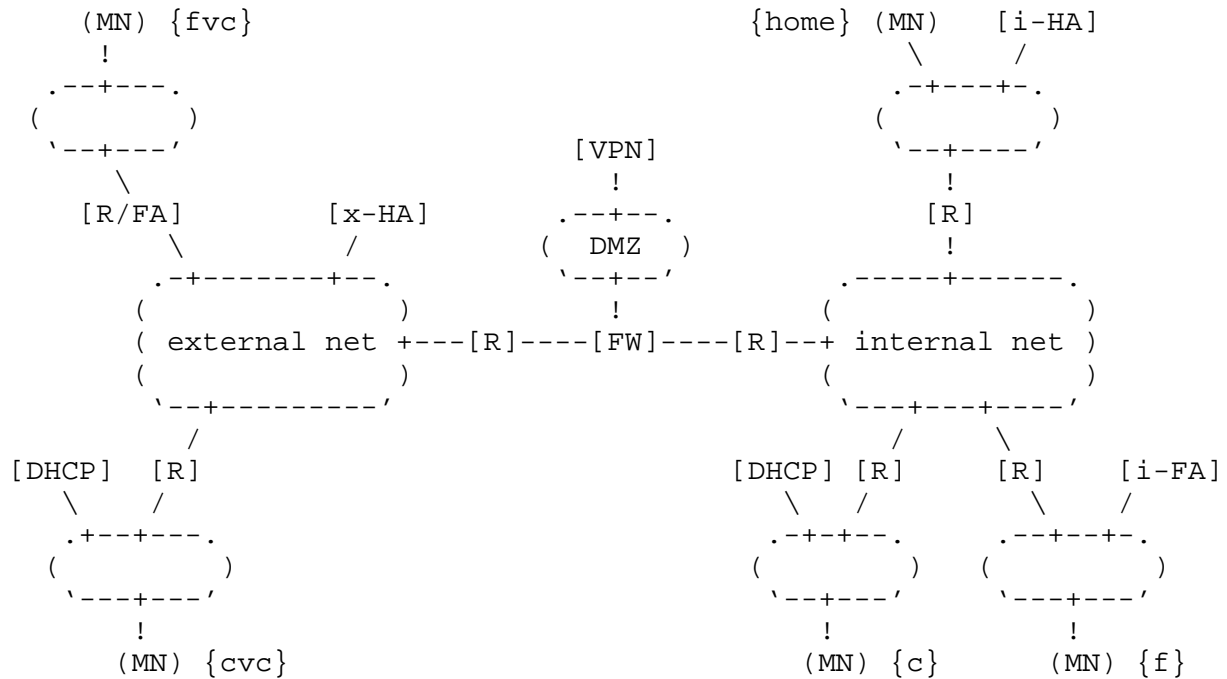 (MN) {fvc}                            {home} (MN)   [i-HA]
    !                                          \     /
 .--+---.                                    .-+---+-.
(        )                                  (         )
 '--+---'               [VPN]                '--+----'
     \                    !                     !
   [R/FA]        [x-HA]  .--+--.               [R]
        \         /     (  DMZ  )               !
       .-+-------+--.    '--+--'          .-----+------.
      (              )      !            (              )
      ( external net +---[R]----[FW]----[R]--+ internal net )
      (              )                   (              )
       '--+---------'                     '---+---+----'
         /                                   /     \
[DHCP]  [R]                         [DHCP] [R]     [R]    [i-FA]
   \    /                              \   /         \    /
   .+--+---.                           .-+-+--.     .--+--+-.
  (         )                         (        )   (         )
   '---+---'                           '--+---'     '---+---'
       !                                  !             !
      (MN) {cvc}                         (MN) {c}      (MN) {f}